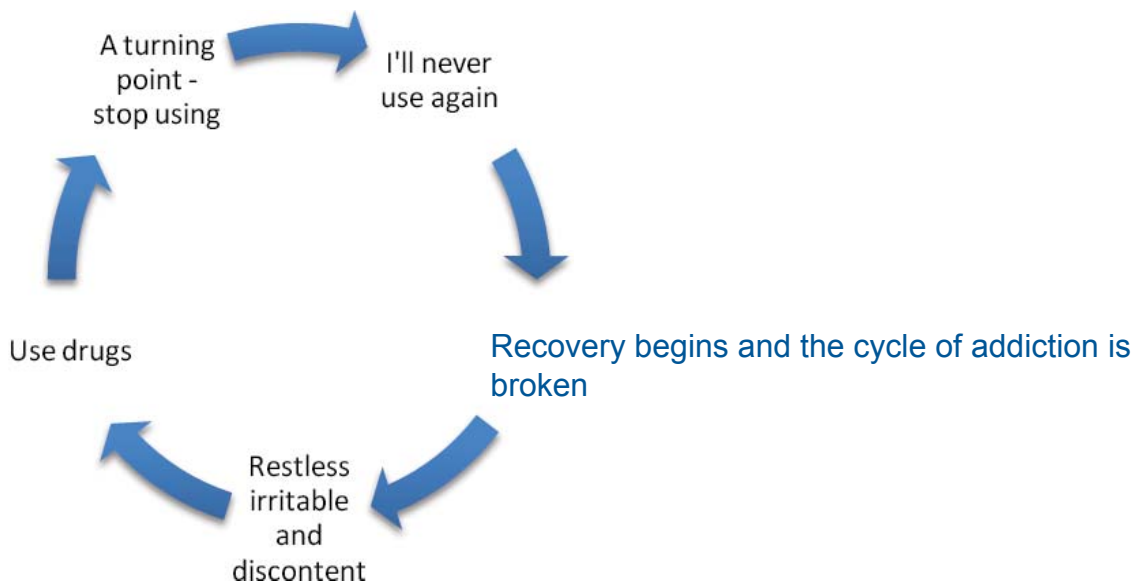 A turning
point -
stop using
I'll never
use again
Recovery begins and the cycle of addiction is
broken
Restless
irritable
and
discontent
Use drugs